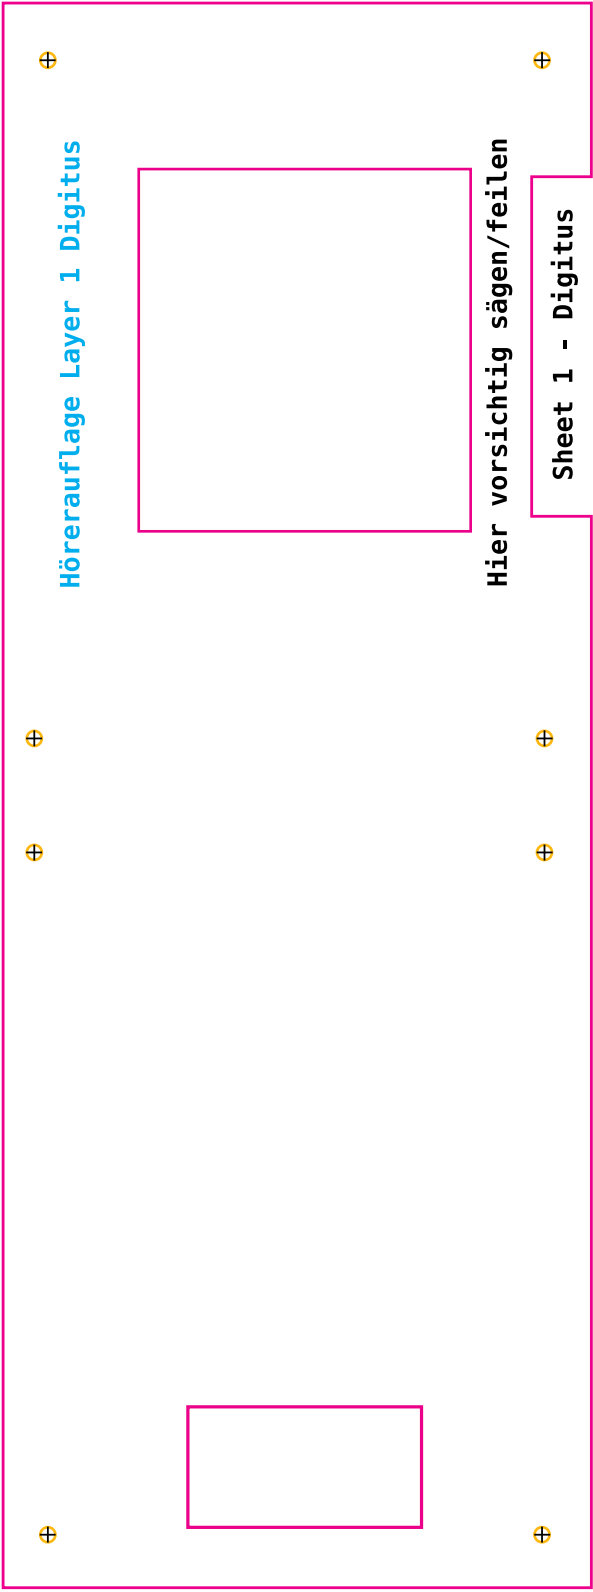 Hörerauflage Layer 1 Digitus
Hier vorsichtig sägen/feilen
Sheet 1 - Digitus